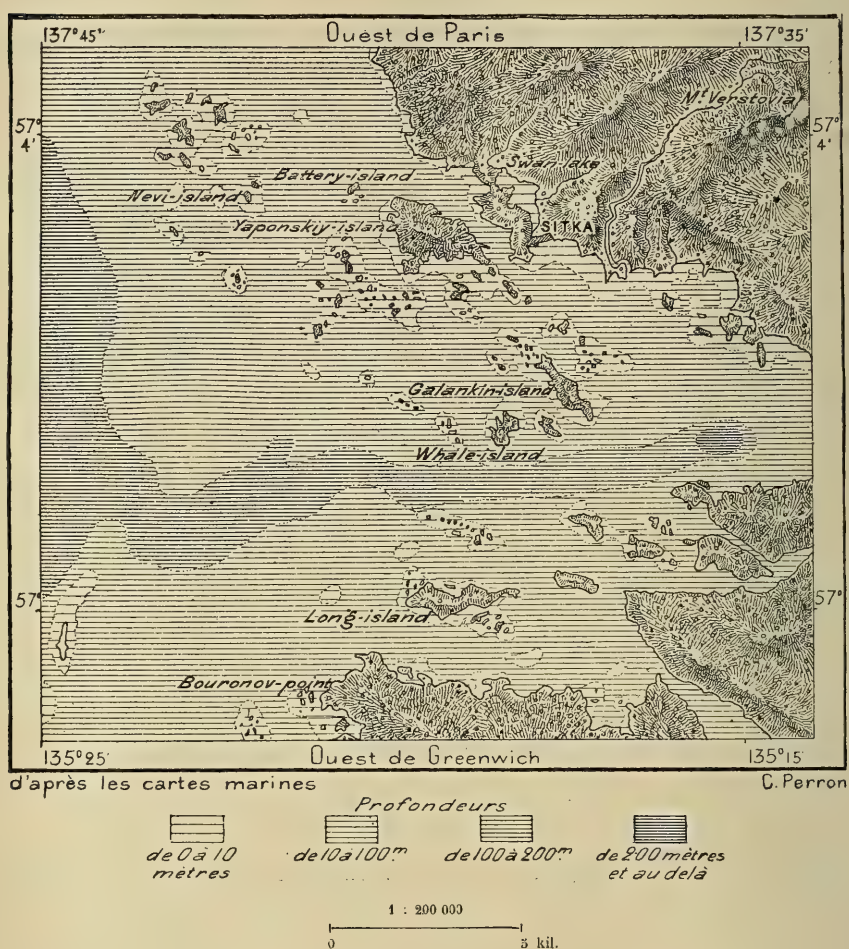 137°45' Ouest de Paris 137°35'
Mt Verstovia
57° 57°
4' 4'
Swan lake
Battery-island
Nevi-island
Yaponskiy-island
SITKA
Galankin-island
Whale-island
57° 57°
Long-island
Bouronov-point
135°25' Ouest de Greenwich 135°15'
d'après les cartes marines C. Perron
Profondeurs
de 0 à 10 de 10 à 100m de 100 à 200m de 200 mètres
mètres et au delà
1 : 200 000
0 5 kil.